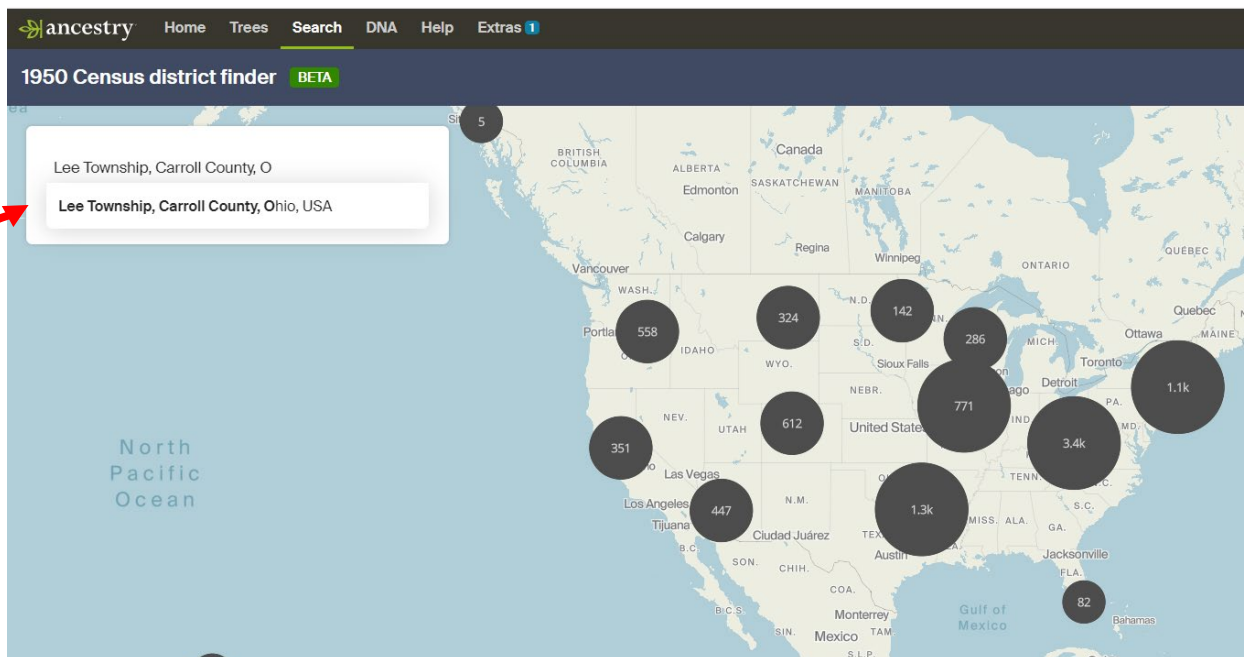 ancestry Home Trees Search DNA Help Extras 1
1950 Census district finder BETA
Lee Township, Carroll County, O
Lee Township, Carroll County, Ohio, USA
5
BRITISH
COLUMBIA
Canada
ALBERTA
Edmonton
SASKATCHEWAN
MANITOBA
Calgary
Regina
Winnipeg
ONTARIO
QUÉBEC
Vancouver
WASH.
N.D.
Quebec
Ottawa
MAINE
558
324
142
286
MICH.
Toronto
IDAHO
S.D.
WYO.
Sioux Falls
Detroit
1.1k
NEBR.
771
PA.
NEV.
UTAH
612
United State
IND
MD.
3.4k
351
Las Vegas
TENN.
North
Pacific
Ocean
Los Angeles
447
N.M.
1.3k
S.C.
MISS. ALA.
GA.
Tijuana
Ciudad Juárez
TEX
Austin
Jacksonville
B.C.
SON.
CHIH.
FLA.
COA.
82
B.C.S.
Monterrey
Gulf of
Mexico
Bahamas
SIN.
Mexico
TAM.
S.L.P.